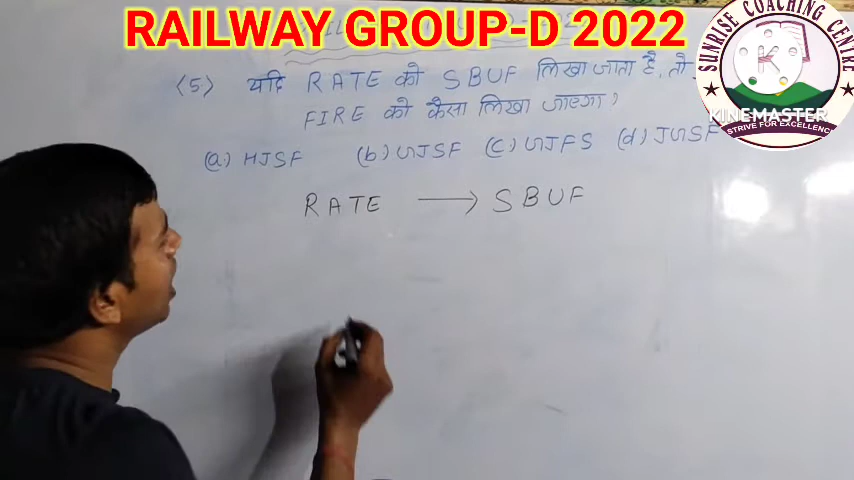 RAILWAY GROUP-D 2022
SUNRISE COACHING CENTRE
K
KINEMASTER
STRIVE FOR EXCELLENCE
<5> यदि RATE को SBUF लिखा जाता है, तो
FIRE को कैसा लिखा जाएगा?
(a) HJSF (b) GJSF (c) GJFS (d) JGSF
RATE → SBUF